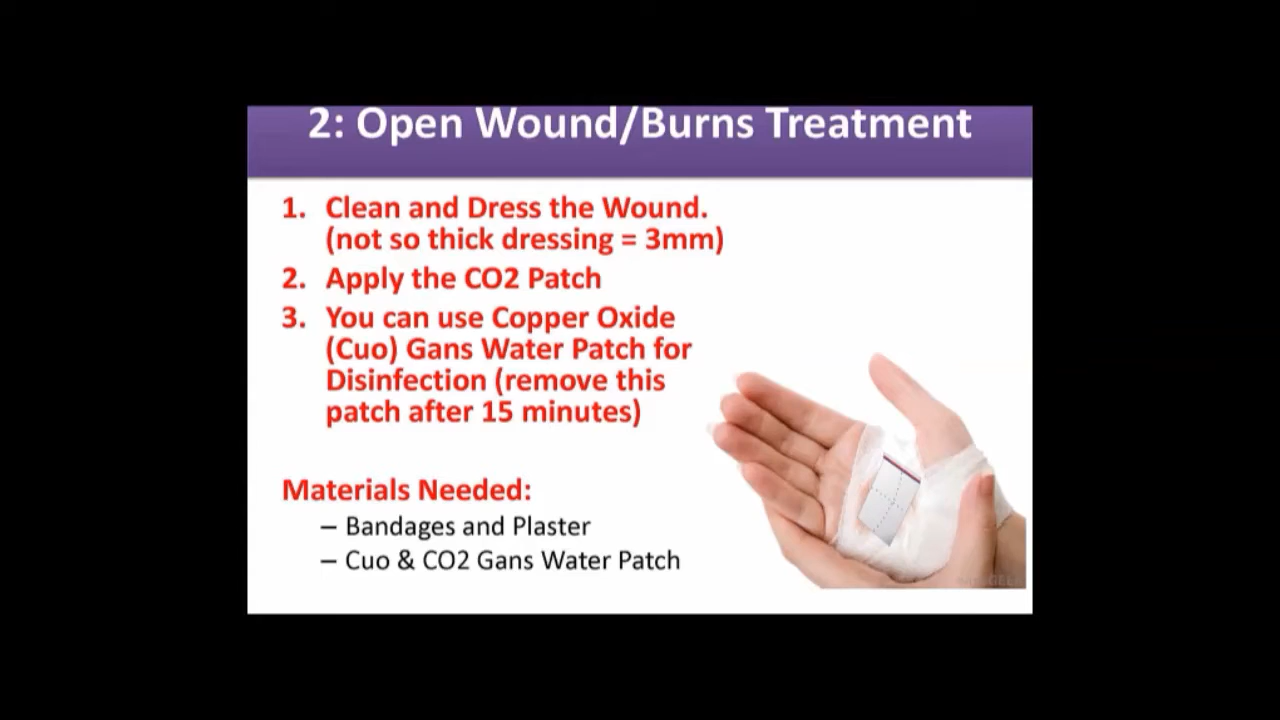 2: Open Wound/Burns Treatment
1. Clean and Dress the Wound.
(not so thick dressing = 3mm)
2. Apply the CO2 Patch
3. You can use Copper Oxide
(Cuo) Gans Water Patch for
Disinfection (remove this
patch after 15 minutes)
Materials Needed:
– Bandages and Plaster
– Cuo & CO2 Gans Water Patch